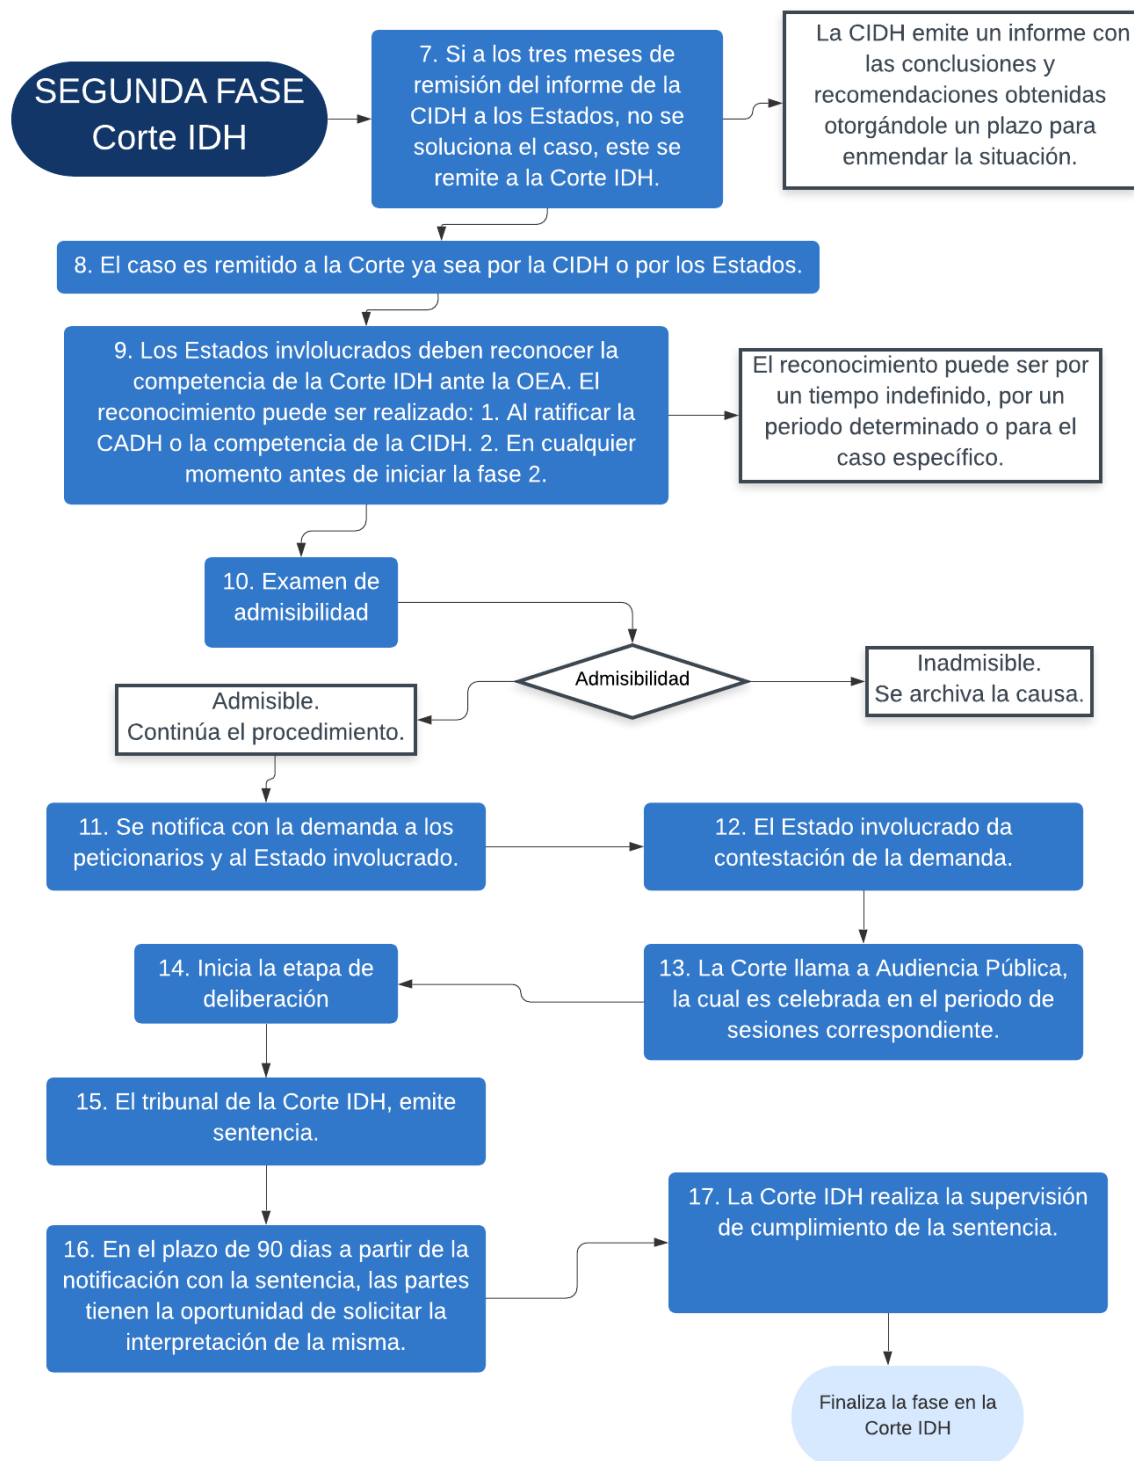 SEGUNDA FASE
Corte IDH
7. Si a los tres meses de
remisión del informe de la
CIDH a los Estados, no se
soluciona el caso, este se
remite a la Corte IDH.
La CIDH emite un informe con
las conclusiones y
recomendaciones obtenidas
otorgándole un plazo para
enmendar la situación.
8. El caso es remitido a la Corte ya sea por la CIDH o por los Estados.
9. Los Estados invlolucrados deben reconocer la
competencia de la Corte IDH ante la OEA. El
reconocimiento puede ser realizado: 1. Al ratificar la
CADH o la competencia de la CIDH. 2. En cualquier
momento antes de iniciar la fase 2.
El reconocimiento puede ser por
un tiempo indefinido, por un
periodo determinado o para el
caso específico.
10. Examen de
admisibilidad
Admisibilidad
Inadmisible.
Se archiva la causa.
Admisible.
Continúa el procedimiento.
11. Se notifica con la demanda a los
peticionarios y al Estado involucrado.
12. El Estado involucrado da
contestación de la demanda.
13. La Corte llama a Audiencia Pública,
la cual es celebrada en el periodo de
sesiones correspondiente.
14. Inicia la etapa de
deliberación
15. El tribunal de la Corte IDH, emite
sentencia.
16. En el plazo de 90 dias a partir de la
notificación con la sentencia, las partes
tienen la oportunidad de solicitar la
interpretación de la misma.
17. La Corte IDH realiza la supervisión
de cumplimiento de la sentencia.
Finaliza la fase en la
Corte IDH